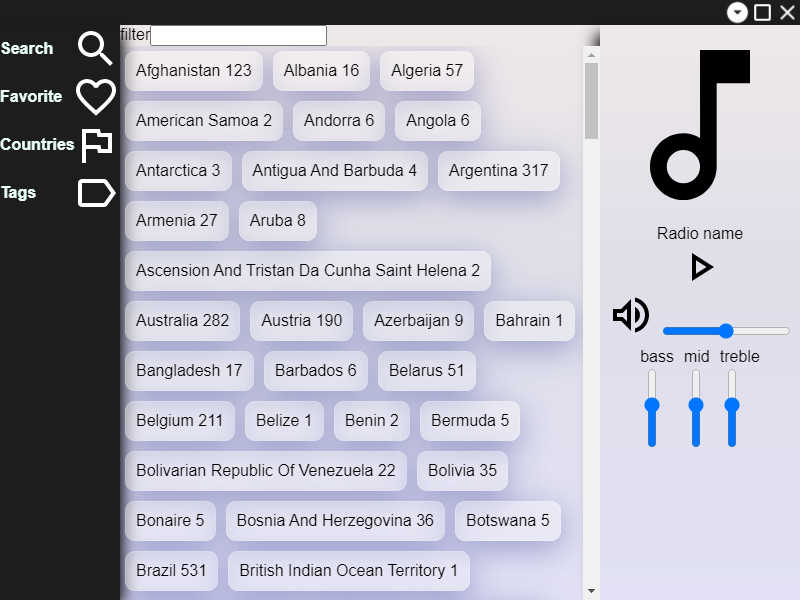 Search
Favorite
Countries
Tags
filter
Afghanistan 123 Albania 16 Algeria 57
American Samoa 2 Andorra 6 Angola 6
Antarctica 3 Antigua And Barbuda 4 Argentina 317
Armenia 27 Aruba 8
Ascension And Tristan Da Cunha Saint Helena 2
Australia 282 Austria 190 Azerbaijan 9 Bahrain 1
Bangladesh 17 Barbados 6 Belarus 51
Belgium 211 Belize 1 Benin 2 Bermuda 5
Bolivarian Republic Of Venezuela 22 Bolivia 35
Bonaire 5 Bosnia And Herzegovina 36 Botswana 5
Brazil 531 British Indian Ocean Territory 1
Radio name
bass mid treble